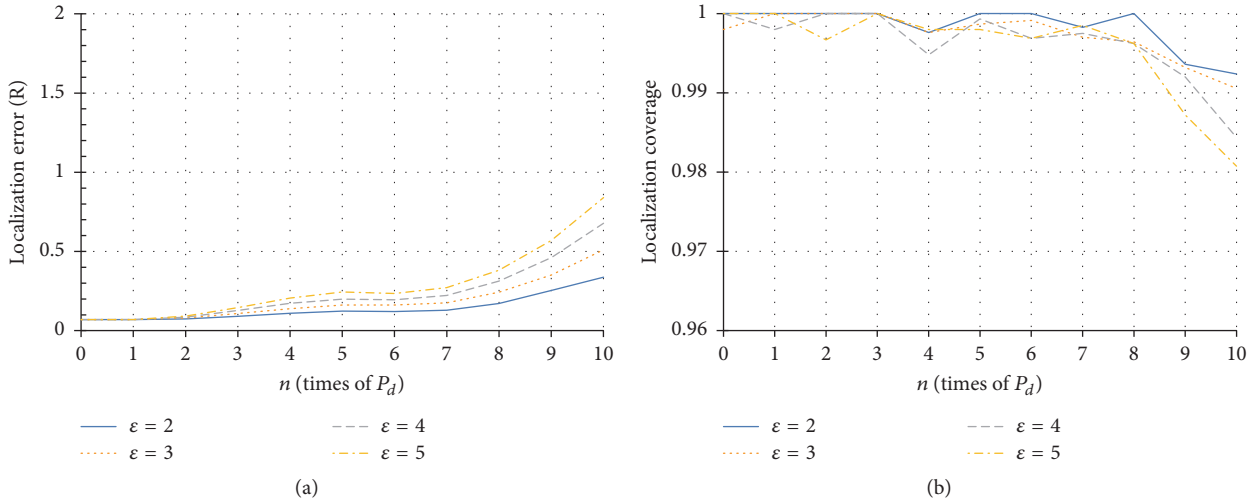 2
1.5
1
0.5
0
Localization error (R)
0 1 2 3 4 5 6 7 8 9 10
n (times of P_d)
ε = 2
ε = 4
ε = 3
ε = 5
(a)
1
0.99
0.98
0.97
0.96
Localization coverage
0 1 2 3 4 5 6 7 8 9 10
n (times of P_d)
ε = 2
ε = 4
ε = 3
ε = 5
(b)